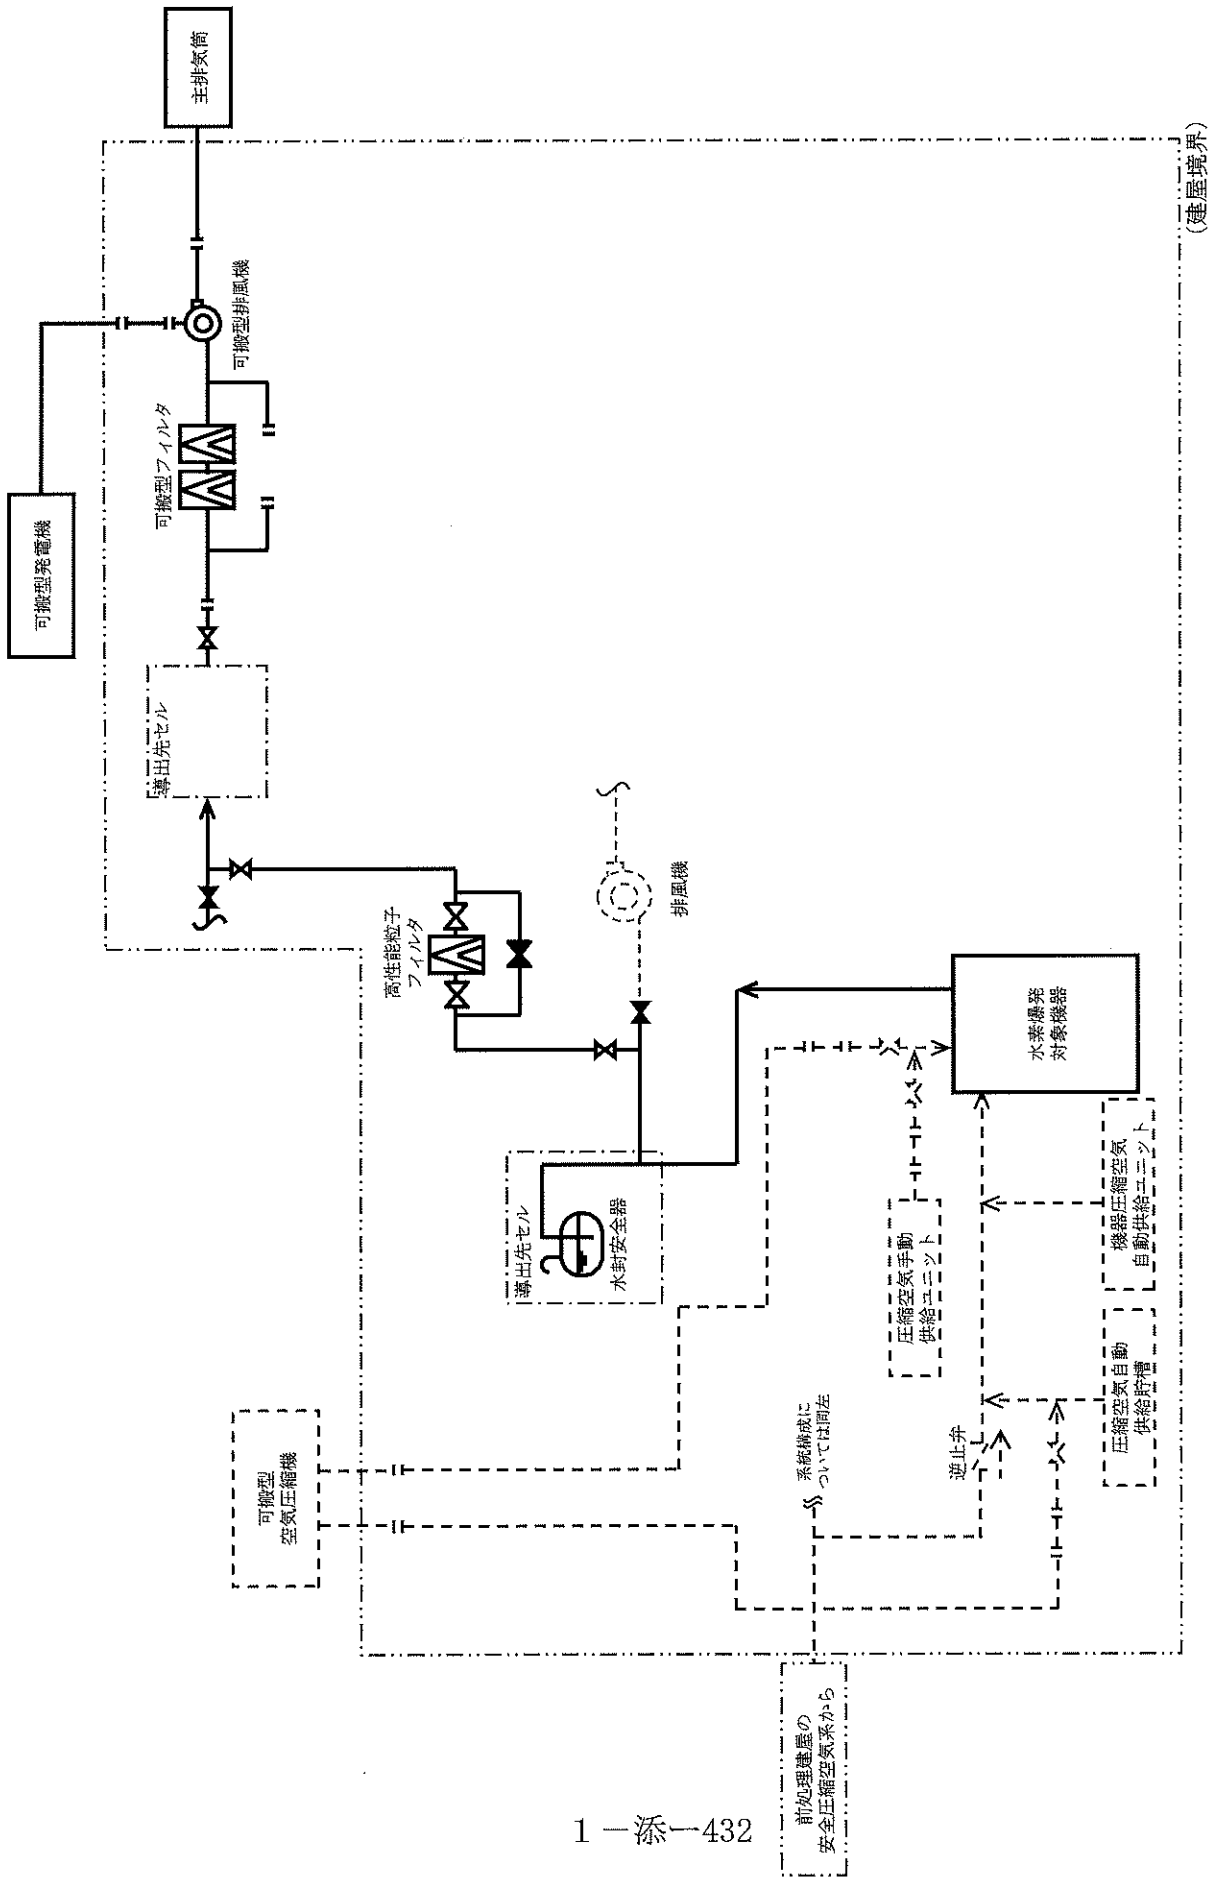 主排気筒
(建屋境界)
可搬型排風機
可搬型フィルタ
可搬型発電機
導出先セル
高性能粒子
フィルタ
排風機
水素爆発
対象機器
導出先セル
水封安全器
圧縮空気手動
供給ユニット
機器圧縮空気
自動供給ユニット
圧縮空気自動
供給貯槽
逆止弁
系統構成に
ついては同左
可搬型
空気圧縮機
前処理建屋の
安全圧縮空気系から
1-添-432